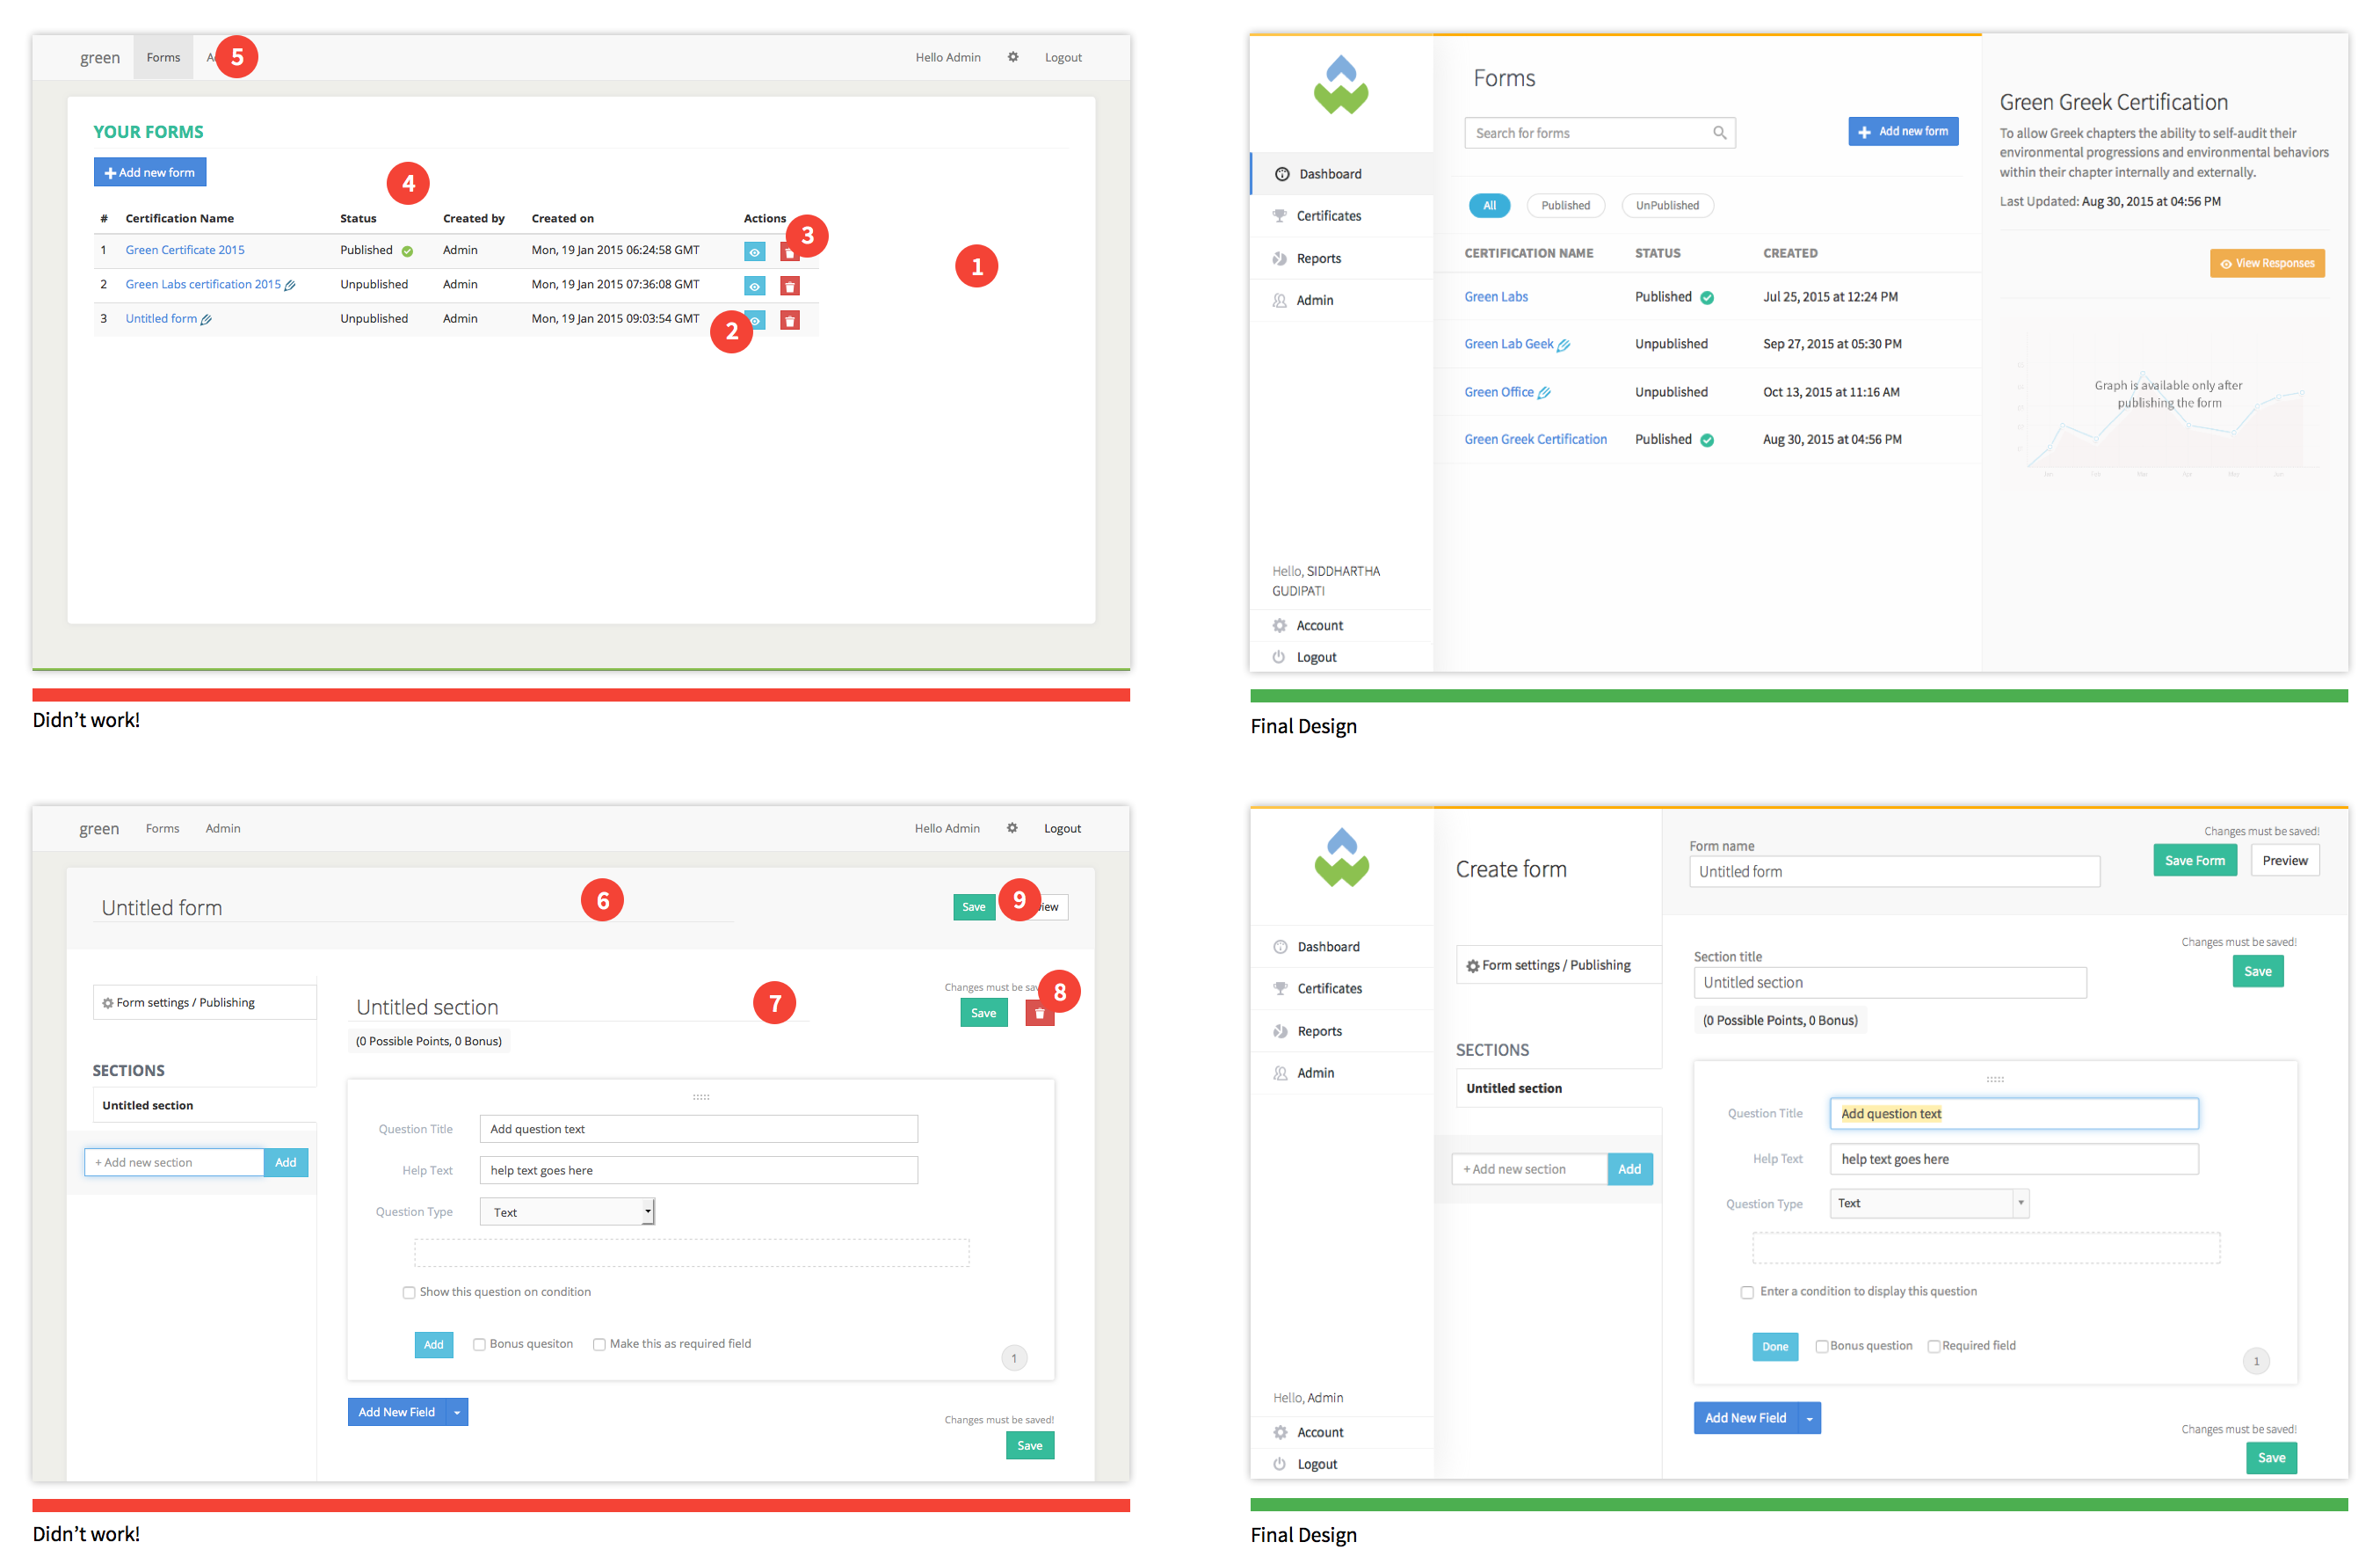 green
Forms
5
Hello Admin
Logout
YOUR FORMS
Add new form
4
# Certification Name Status Created by Created on Actions
3
1 Green Certificate 2015 Published Admin Mon, 19 Jan 2015 06:24:58 GMT
1
2 Green Labs certification 2015 Unpublished Admin Mon, 19 Jan 2015 07:36:08 GMT
3 Untitled form Unpublished Admin Mon, 19 Jan 2015 09:03:54 GMT
2
Didn't work!
Dashboard
Certificates
Reports
Admin
Hello, SIDDHARTHA
GUDIPATI
Account
Logout
Forms
Search for forms
Add new form
All Published UnPublished
CERTIFICATION NAME STATUS CREATED
Green Labs Published Jul 25, 2015 at 12:24 PM
Green Lab Geek Unpublished Sep 27, 2015 at 05:30 PM
Green Office Unpublished Oct 13, 2015 at 11:16 AM
Green Greek Certification Published Aug 30, 2015 at 04:56 PM
Green Greek Certification
To allow Greek chapters the ability to self-audit their
environmental progressions and environmental behaviors
within their chapter internally and externally.
Last Updated: Aug 30, 2015 at 04:56 PM
View Responses
Graph is available only after
publishing the form
Final Design
green
Forms
Admin
Hello Admin
Logout
Untitled form
6
Save
9
Form settings / Publishing
SECTIONS
Untitled section
+ Add new section
Add
Untitled section
7
Changes must be
8
Save
(0 Possible Points, 0 Bonus)
Question Title Add question text
Help Text help text goes here
Question Type Text
Show this question on condition
Add Bonus quesiton Make this as required field
1
Add New Field
Changes must be saved!
Save
Didn't work!
Dashboard
Certificates
Reports
Admin
Hello, Admin
Account
Logout
Create form
Form settings / Publishing
SECTIONS
Untitled section
+ Add new section
Add
Changes must be saved!
Form name
Untitled form
Save Form
Preview
Changes must be saved!
Section title
Untitled section
Save
(0 Possible Points, 0 Bonus)
Question Title Add question text
Help Text help text goes here
Question Type Text
Enter a condition to display this question
Done Bonus question Required field
1
Add New Field
Changes must be saved!
Save
Final Design